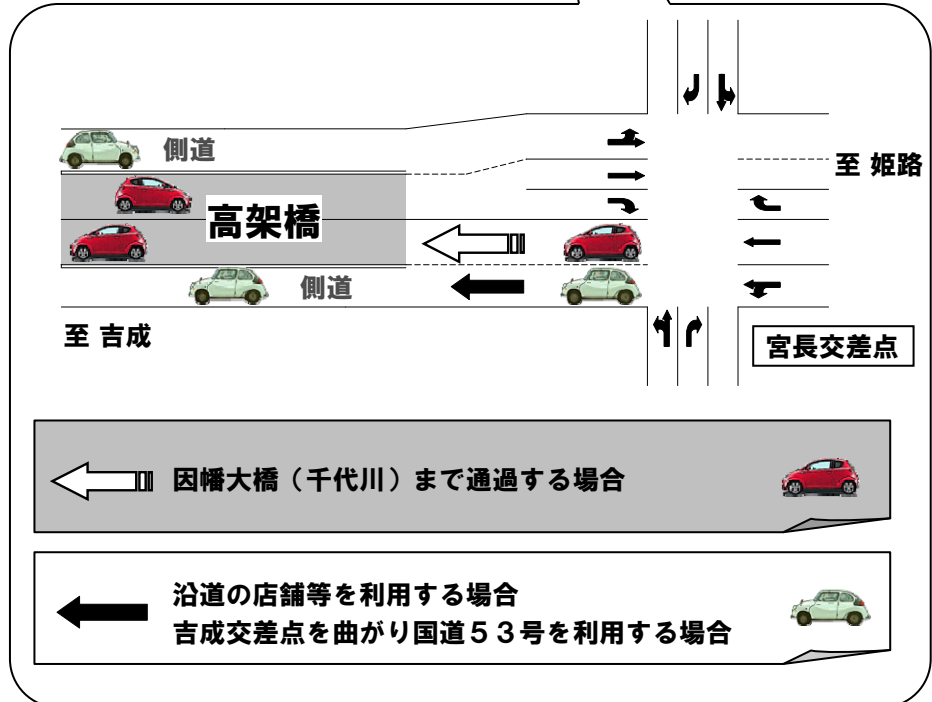 側道
至 姫路
高架橋
側道
至 吉成
宮長交差点
因幡大橋（千代川）まで通過する場合
沿道の店舗等を利用する場合
吉成交差点を曲がり国道５３号を利用する場合